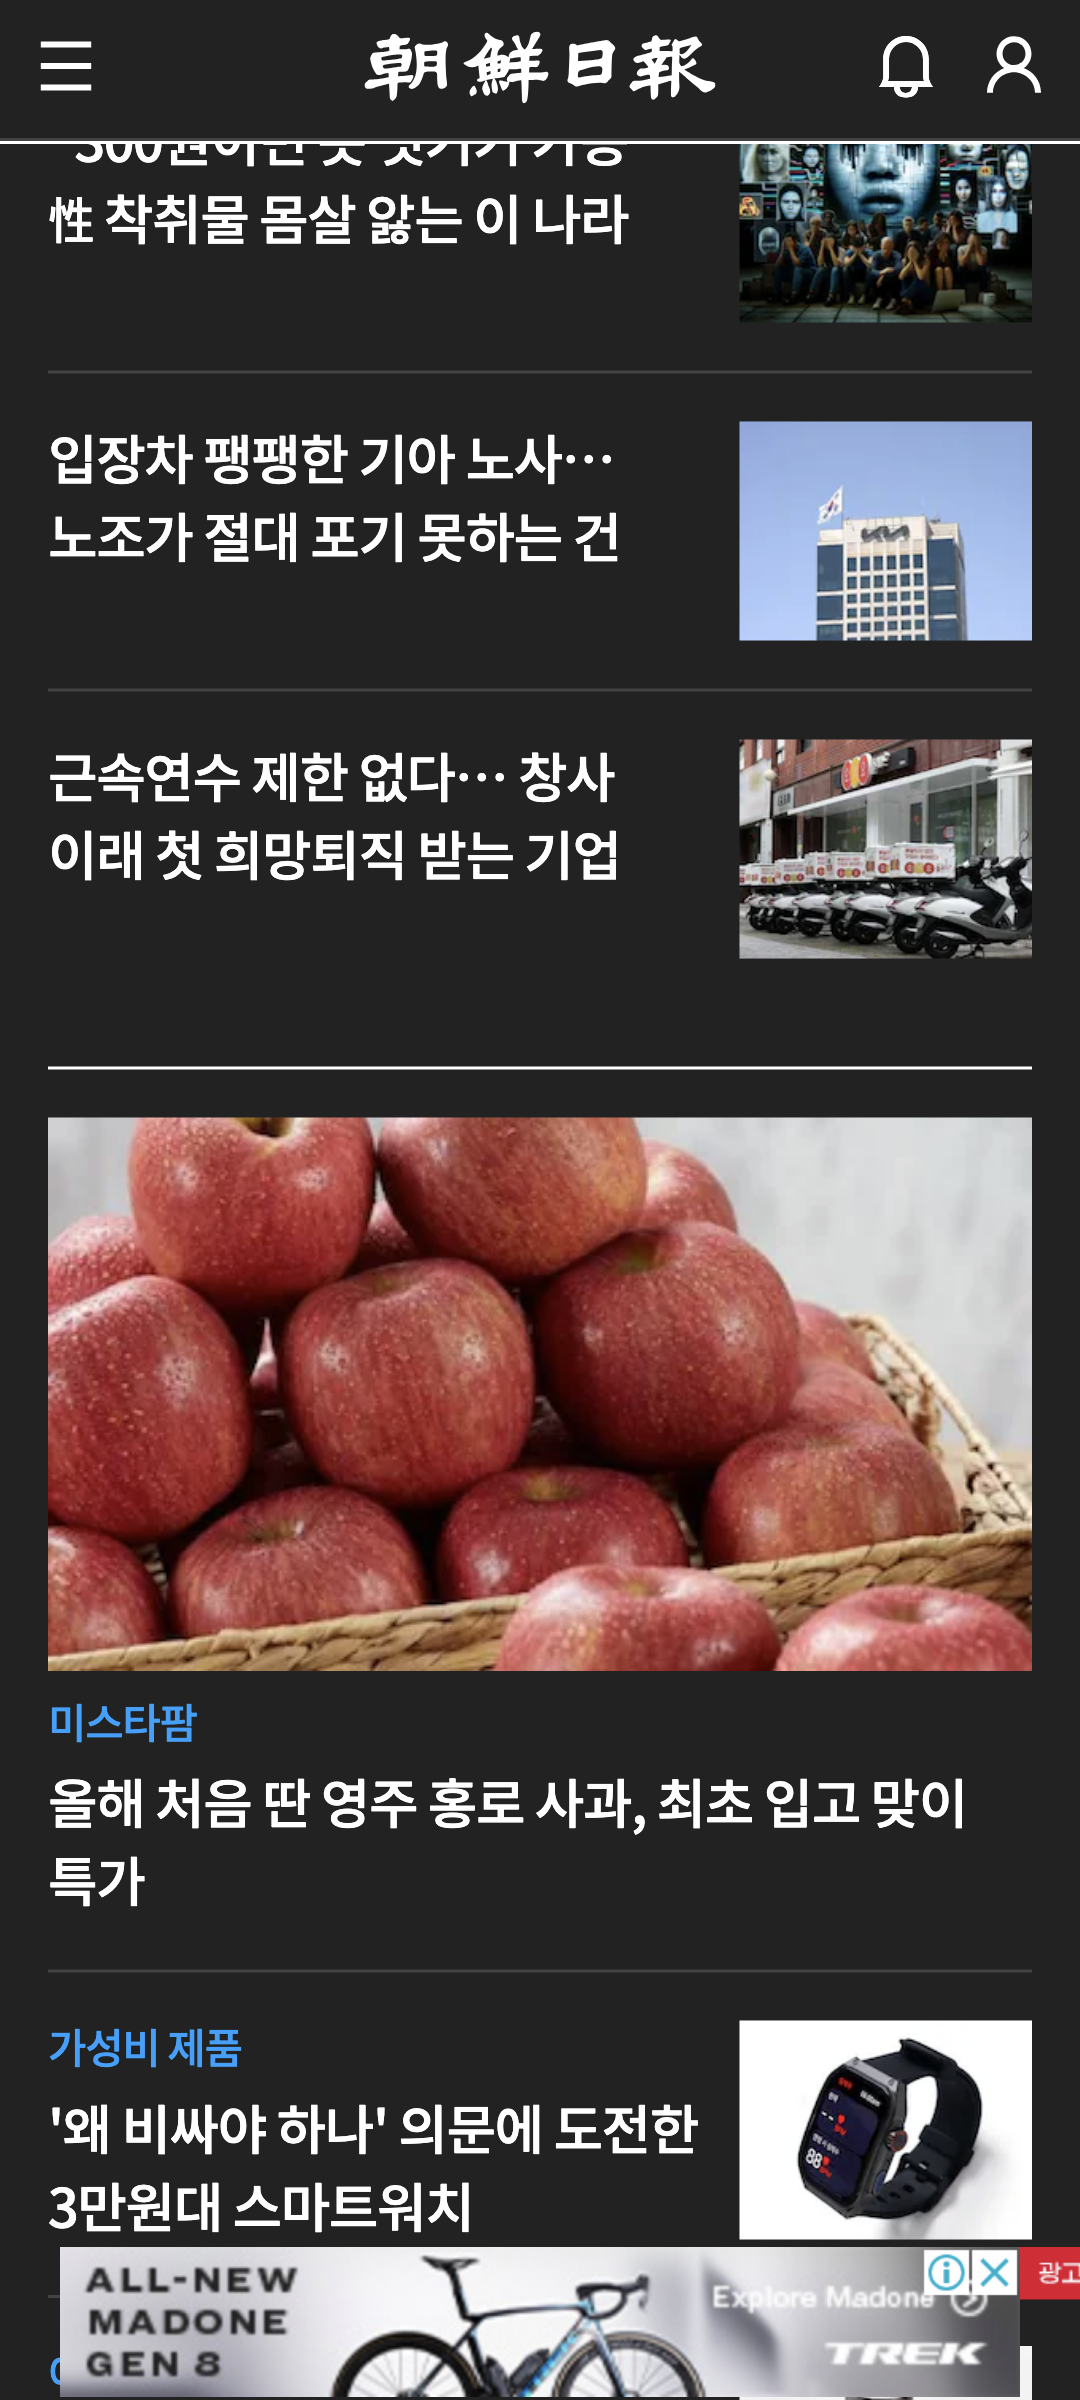 朝鮮日報
性 착취물 몸살 앓는 이 나라
입장차 팽팽한 기아 노사…
노조가 절대 포기 못하는 건
근속연수 제한 없다… 창사
이래 첫 희망퇴직 받는 기업
미스타팜
올해 처음 딴 영주 홍로 사과, 최초 입고 맞이
특가
가성비 제품
'왜 비싸야 하나' 의문에 도전한
3만원대 스마트워치
ALL-NEW
MADONE
GEN 8
Explore Madone
TREK
광고